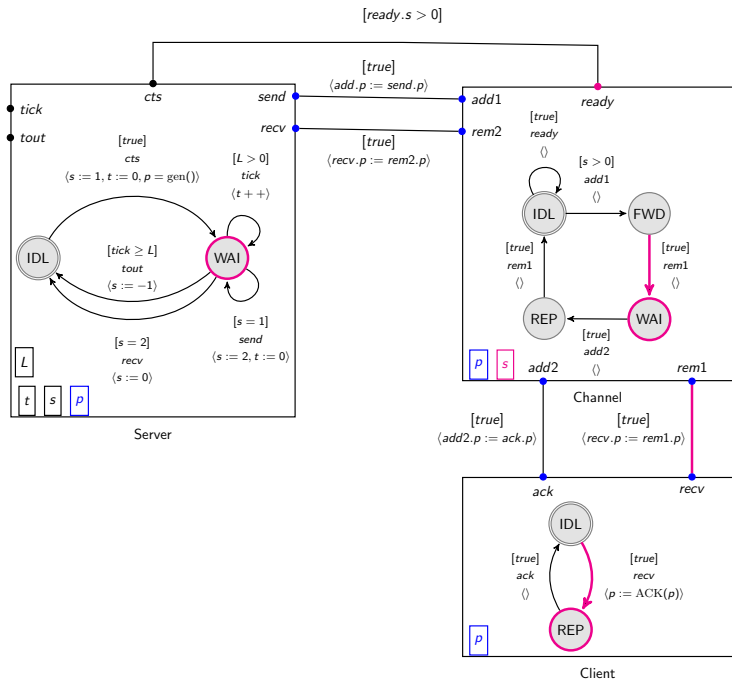 [ready.s > 0]
[true]
⟨add.p := send.p⟩
cts
send
recv
tick
tout
add1
rem2
ready
[true]
⟨recv.p := rem2.p⟩
[true]
cts
⟨s := 1, t := 0, p = gen()⟩
[L > 0]
tick
⟨t ++⟩
IDL
WAI
[tick ≥ L]
tout
⟨s := −1⟩
[s = 2]
recv
⟨s := 0⟩
[s = 1]
send
⟨s := 2, t := 0⟩
L
t
s
p
Server
[true]
ready
⟨⟩
[s > 0]
add1
⟨⟩
IDL
FWD
[true]
rem1
⟨⟩
[true]
rem1
⟨⟩
REP
WAI
[true]
add2
⟨⟩
p
s
add2
rem1
Channel
[true]
⟨add2.p := ack.p⟩
[true]
⟨recv.p := rem1.p⟩
ack
recv
IDL
[true]
ack
⟨⟩
[true]
recv
⟨p := ACK(p)⟩
REP
p
Client